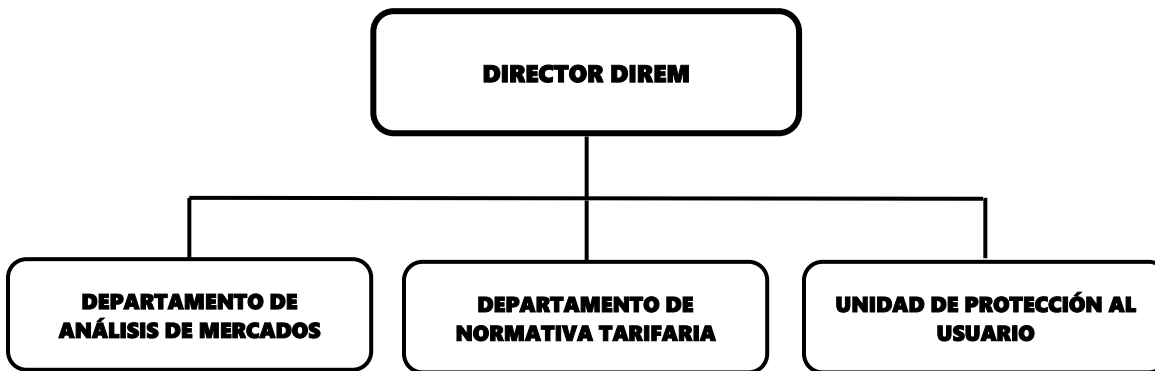 DIRECTOR DIREM
DEPARTAMENTO DE
ANÁLISIS DE MERCADOS
DEPARTAMENTO DE
NORMATIVA TARIFARIA
UNIDAD DE PROTECCIÓN AL
USUARIO